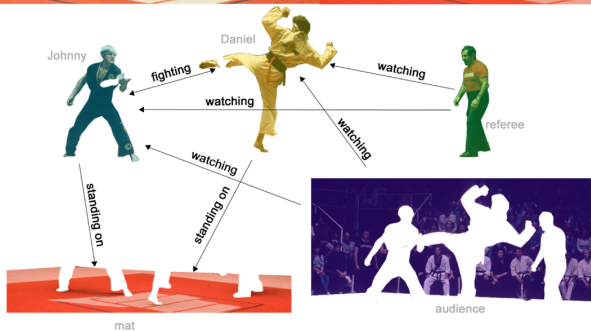 Daniel
Johnny
fighting
watching
watching
referee
watching
watching
standing on
standing on
audience
mat